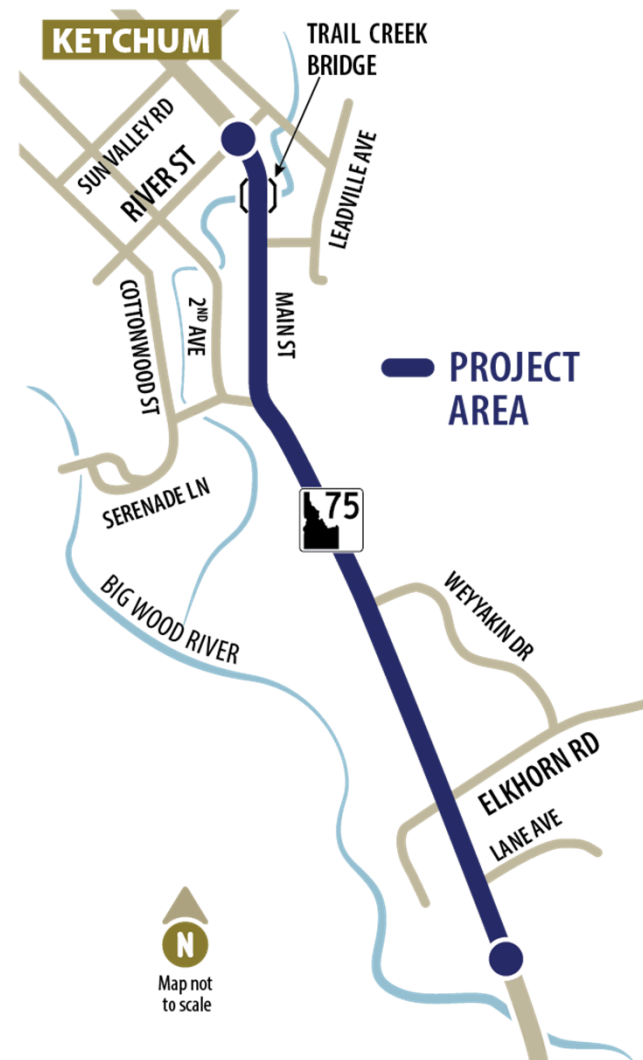 KETCHUM
TRAIL CREEK
BRIDGE
SUN VALLEY RD
RIVER ST
LEADVILLE AVE
COTTONWOOD ST
2ND AVE
MAIN ST
PROJECT
AREA
SERENADE LN
75
BIG WOOD RIVER
WEYYAKIN DR
ELKHORN RD
LANE AVE
N
Map not
to scale